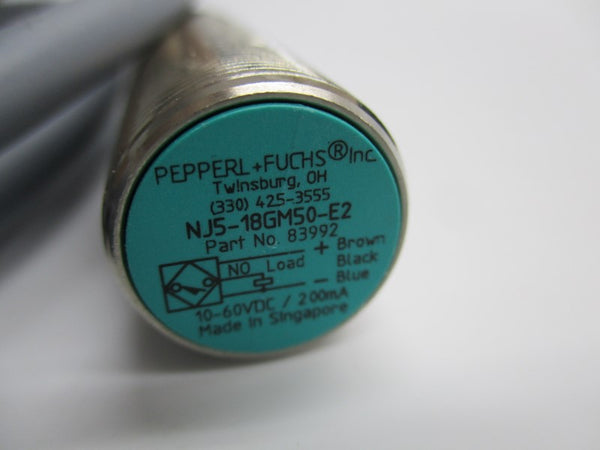 PEPPERL+FUCHS® Inc.
Twinsburg, OH
(330) 425-3555
NJ5-18GM50-E2
Part No. 83992
+ Brown
NO Load Black
- Blue
10-60VDC / 200mA
Made in Singapore